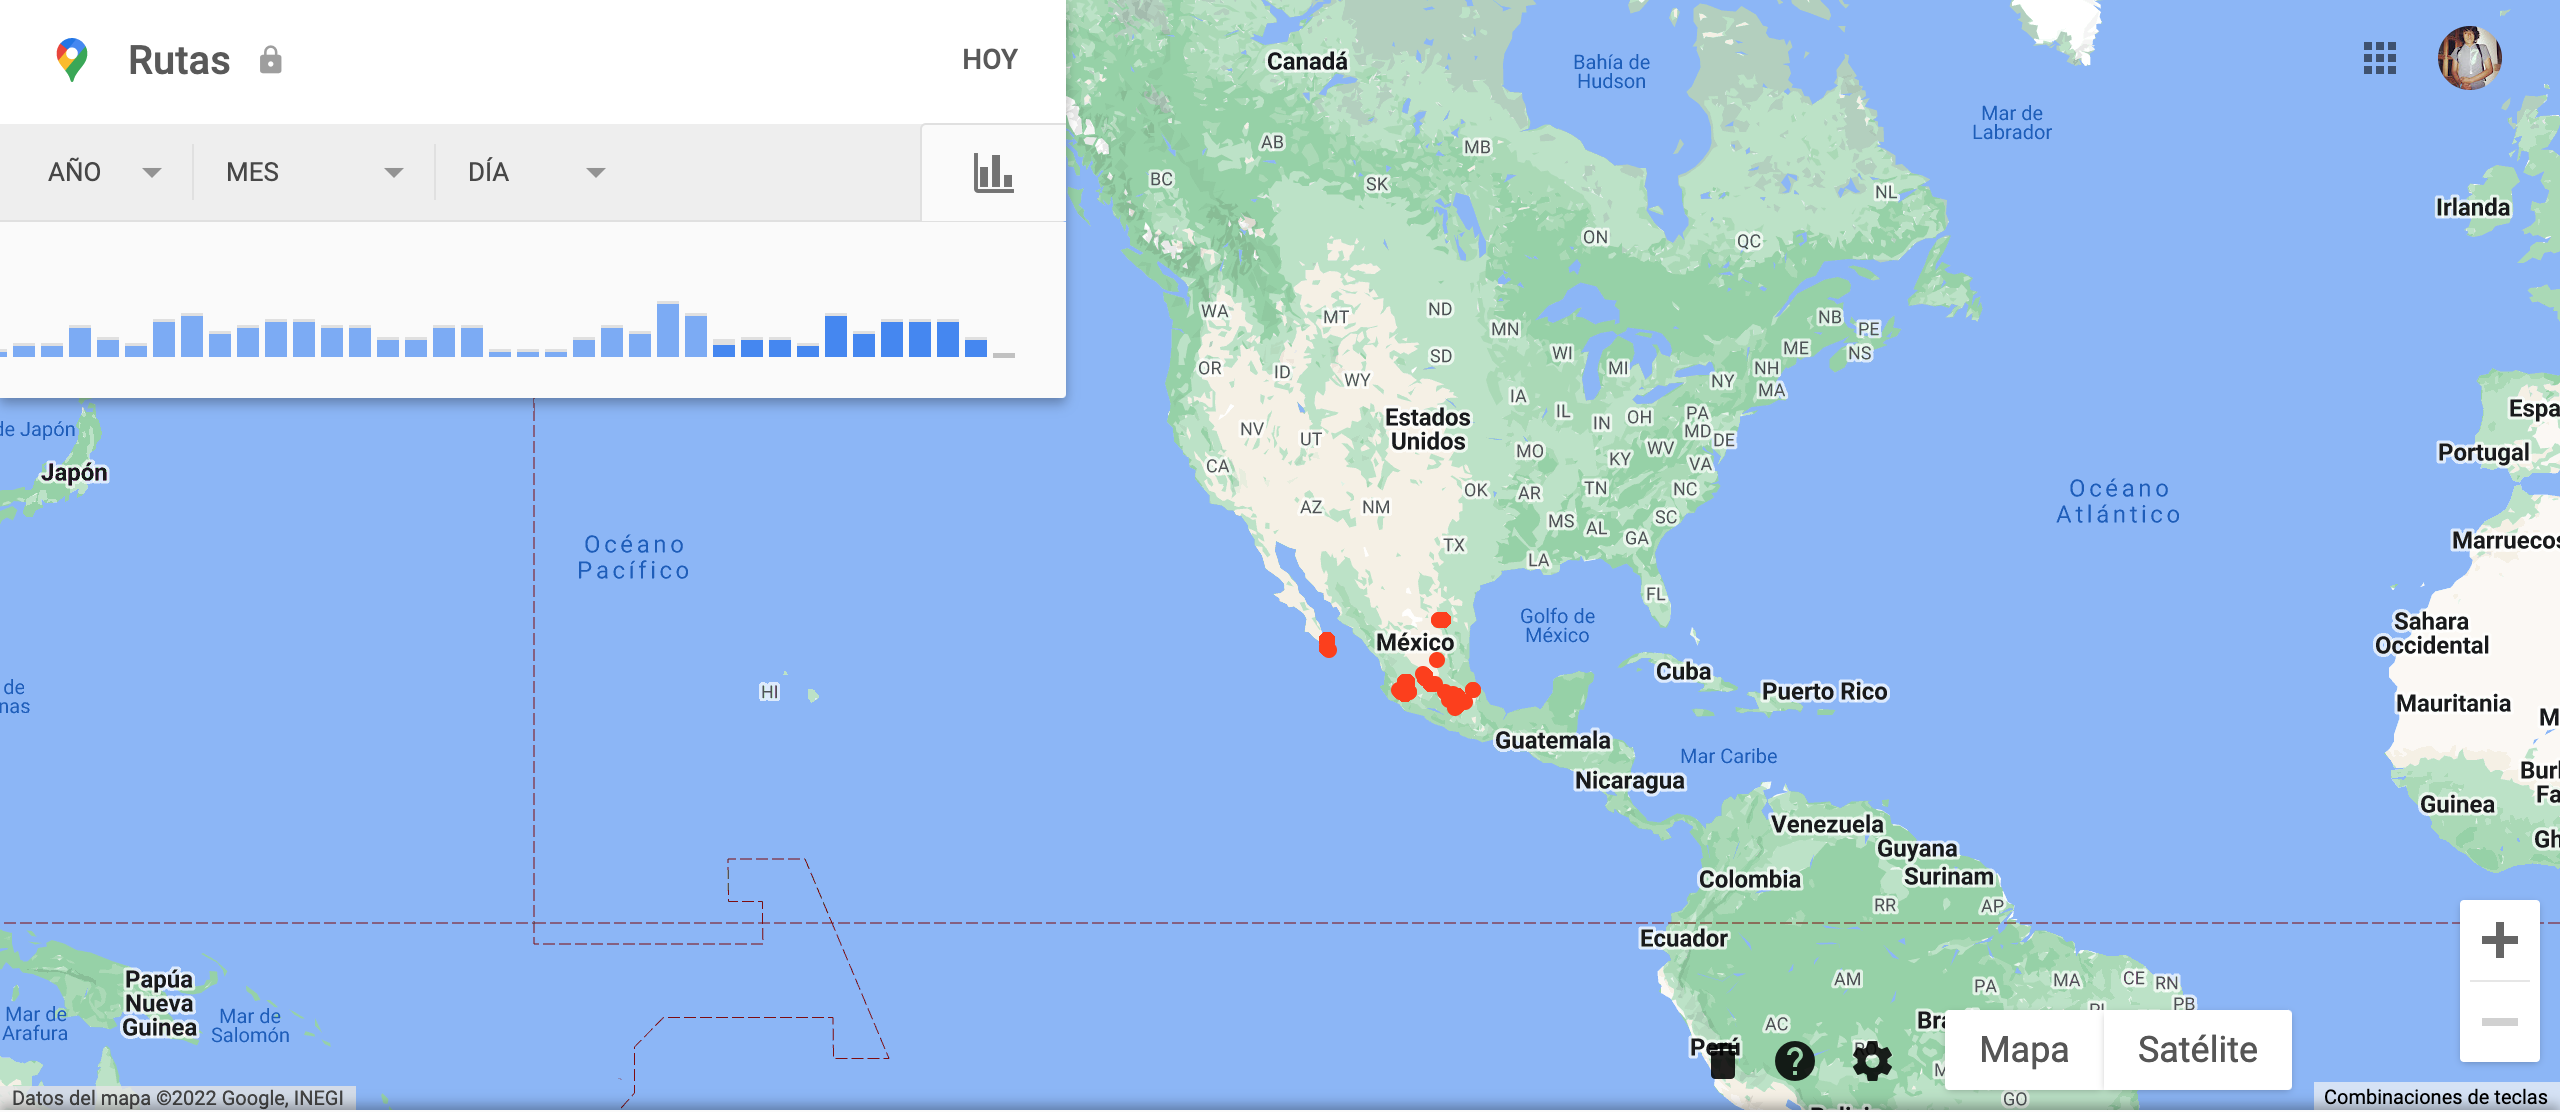 Rutas
HOY
AÑO
MES
DÍA
Canadá
Bahía de
Hudson
Mar de
Labrador
AB
MB
BC
SK
NL
Irlanda
ON
QC
WA
MT
ND
MN
NB
PE
NS
ME
SD
WI
OR
ID
WY
MI
NH
NY
MA
IA
IL
IN
OH
PA
MD
DE
Estados
Unidos
NV
UT
MO
WV
KY
VA
CA
OK
AR
TN
NC
AZ
NM
MS
AL
SC
GA
TX
LA
FL
Espa
Portugal
de Japón
Japón
Océano
Pacífico
Océano
Atlántico
Marruecos
Golfo de
México
México
Sahara
Occidental
Cuba
Puerto Rico
Mauritania
de
nas
HI
M
Guatemala
Mar Caribe
Nicaragua
Burl
Fa
Guinea
Gh
Venezuela
Guyana
Surinam
Colombia
RR
AP
Ecuador
Papúa
Nueva
Guinea
Mar de
Arafura
Mar de
Salomón
AM
PA
MA
CE
RN
PB
AC
Bra
Perú
GO
Mapa
Satélite
Datos del mapa ©2022 Google, INEGI
Combinaciones de teclas